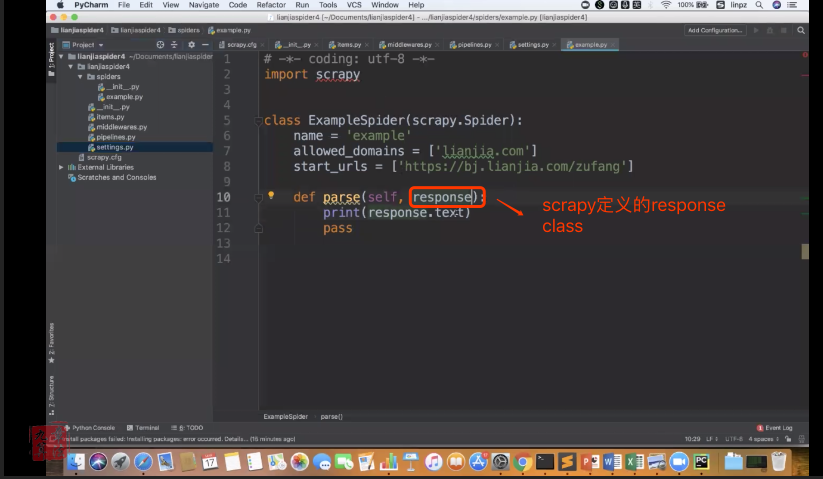 PyCharm File Edit View Navigate Code Refactor Run Tools VCS Window Help 100% linpz
lianjiaspider4 [~/Documents/lianjiaspider4] - .../lianjiaspider4/spiders/example.py [lianjiaspider4]
lianjiaspider4 lianjiaspider4 spiders example.py Add Configuration...
Project scrapy.cfg __init__.py items.py middlewares.py pipelines.py settings.py example.py
1: Project
lianjiaspider4 ~/Documents/lianjiaspider
lianjiaspider4
spiders
__init__.py
example.py
__init__.py
items.py
middlewares.py
pipelines.py
settings.py
scrapy.cfg
External Libraries
Scratches and Consoles
1 # -*- coding: utf-8 -*-
2 import scrapy
3
4
5 class ExampleSpider(scrapy.Spider):
6 name = 'example'
7 allowed_domains = ['lianjia.com']
8 start_urls = ['https://bj.lianjia.com/zufang']
9
10 def parse(self, response):
11 print(response.text)
12 pass
13
14
scrapy定义的response
class
2: Favorites
7: Structure
ExampleSpider parse()
Python Console Terminal 6: TODO 1 Event Log
Install packages failed: Installing packages: error occurred. Details... (15 minutes ago) 10:29 LF UTF-8 4 spaces
17
PC